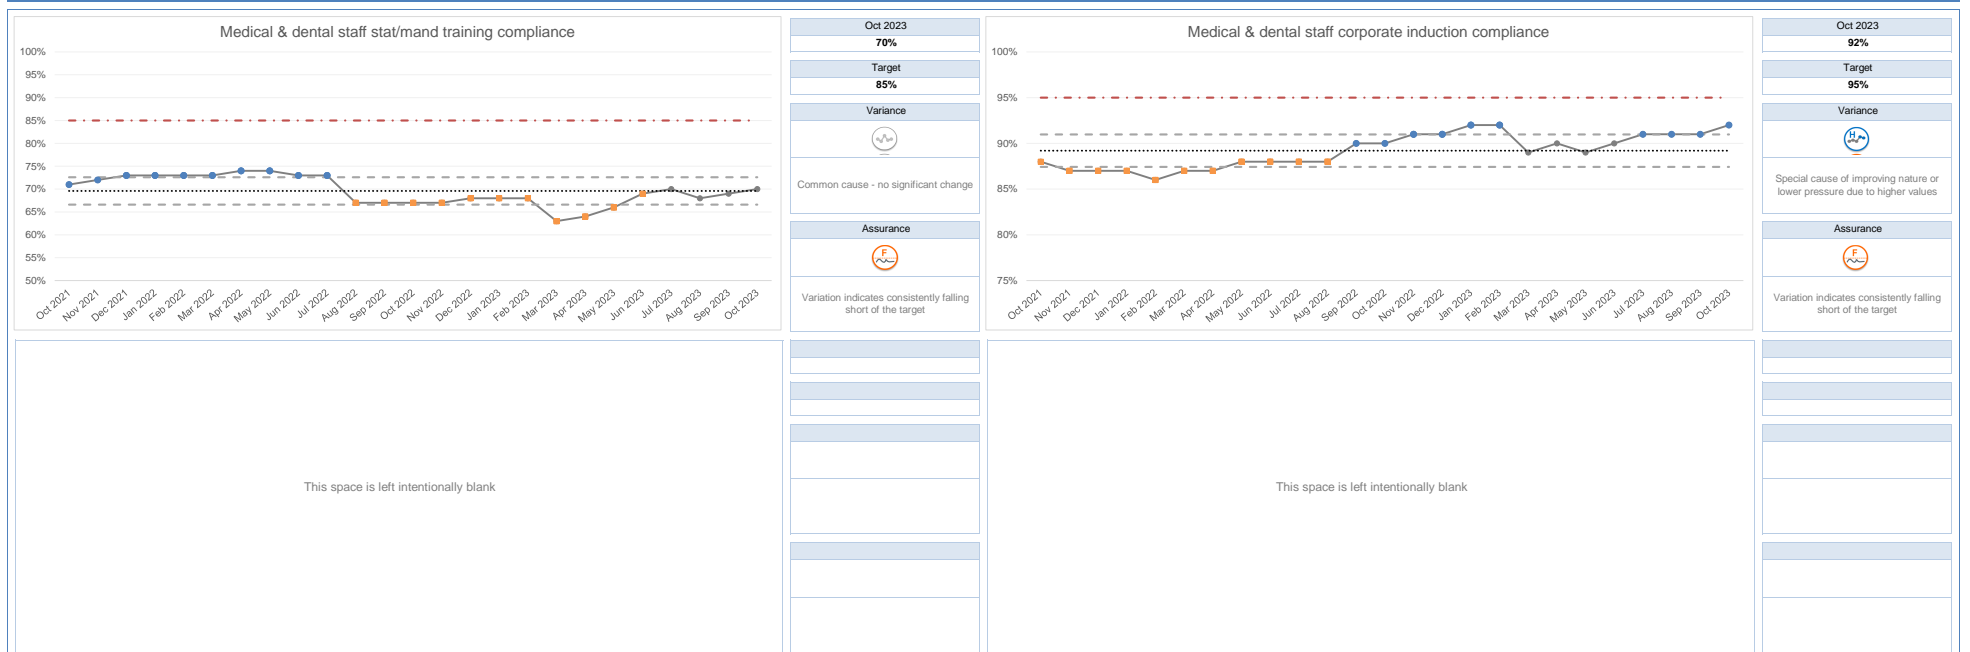 Medical & dental staff stat/mand training compliance
100%
95%
90%
85%
80%
75%
70%
65%
60%
55%
50%
Oct 2021
Nov 2021
Dec 2021
Jan 2022
Feb 2022
Mar 2022
Apr 2022
May 2022
Jun 2022
Jul 2022
Aug 2022
Sep 2022
Oct 2022
Nov 2022
Dec 2022
Jan 2023
Feb 2023
Mar 2023
Apr 2023
May 2023
Jun 2023
Jul 2023
Aug 2023
Sep 2023
Oct 2023
Oct 2023
70%
Target
85%
Variance
Common cause - no significant change
Assurance
F
Variation indicates consistently falling
short of the target
Medical & dental staff corporate induction compliance
100%
95%
90%
85%
80%
75%
Oct 2021
Nov 2021
Dec 2021
Jan 2022
Feb 2022
Mar 2022
Apr 2022
May 2022
Jun 2022
Jul 2022
Aug 2022
Sep 2022
Oct 2022
Nov 2022
Dec 2022
Jan 2023
Feb 2023
Mar 2023
Apr 2023
May 2023
Jun 2023
Jul 2023
Aug 2023
Sep 2023
Oct 2023
Oct 2023
92%
Target
95%
Variance
H
Special cause of improving nature or
lower pressure due to higher values
Assurance
F
Variation indicates consistently falling
short of the target
This space is left intentionally blank
This space is left intentionally blank